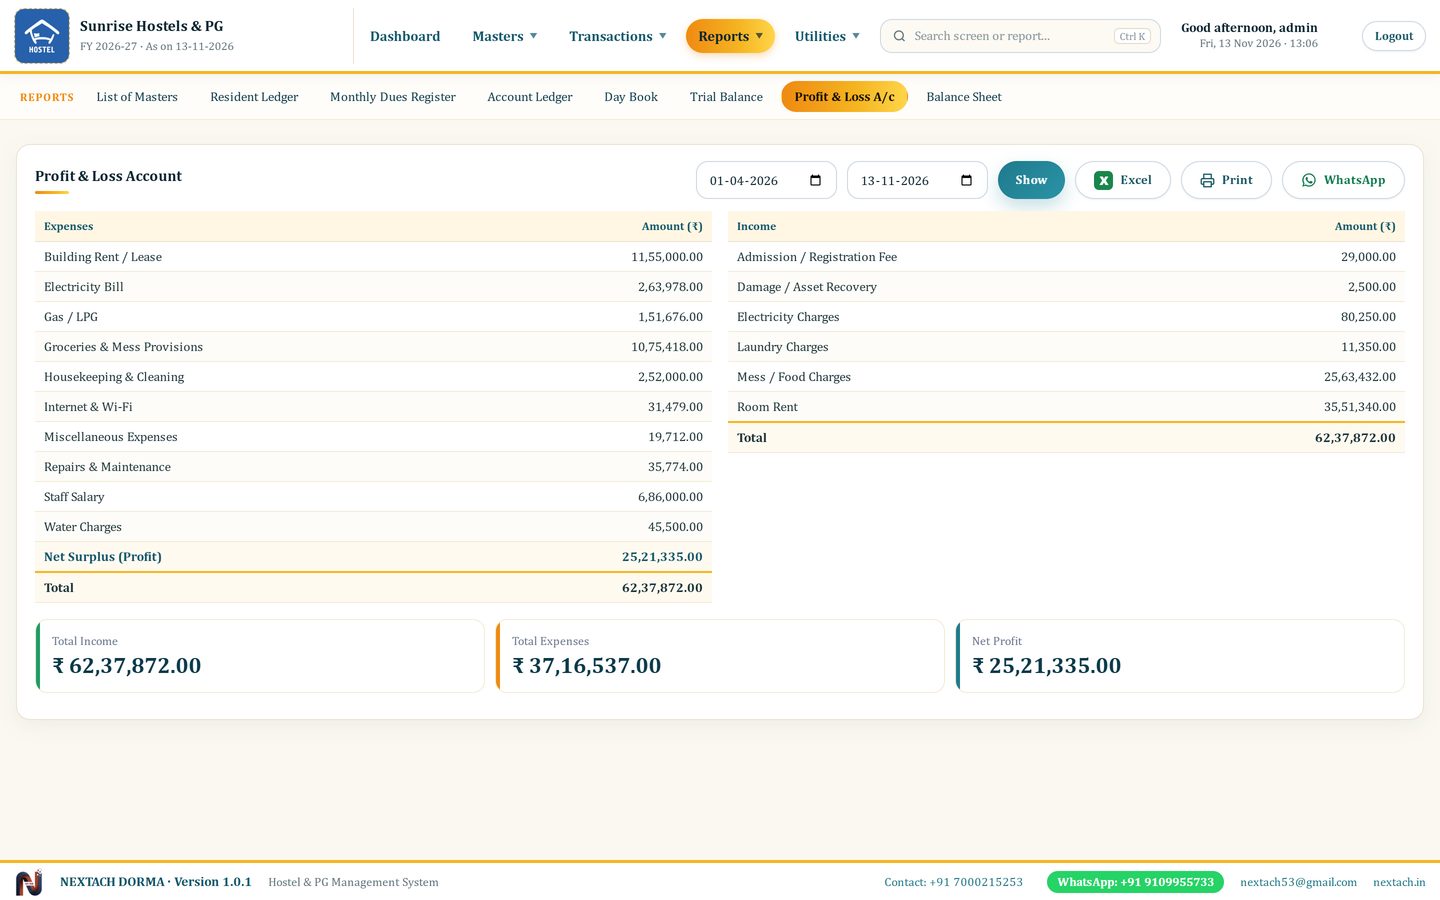 HOSTEL
Sunrise Hostels & PG
FY 2026-27 · As on 13-11-2026
Dashboard
Masters ▼
Transactions ▼
Reports ▼
Utilities ▼
Search screen or report...
Ctrl K
Good afternoon, admin
Fri, 13 Nov 2026 · 13:06
Logout
REPORTS
List of Masters
Resident Ledger
Monthly Dues Register
Account Ledger
Day Book
Trial Balance
Profit & Loss A/c
Balance Sheet
Profit & Loss Account
01-04-2026
13-11-2026
Show
X Excel
Print
WhatsApp
Expenses Amount (₹)
Building Rent / Lease 11,55,000.00
Electricity Bill 2,63,978.00
Gas / LPG 1,51,676.00
Groceries & Mess Provisions 10,75,418.00
Housekeeping & Cleaning 2,52,000.00
Internet & Wi-Fi 31,479.00
Miscellaneous Expenses 19,712.00
Repairs & Maintenance 35,774.00
Staff Salary 6,86,000.00
Water Charges 45,500.00
Net Surplus (Profit) 25,21,335.00
Total 62,37,872.00
Income Amount (₹)
Admission / Registration Fee 29,000.00
Damage / Asset Recovery 2,500.00
Electricity Charges 80,250.00
Laundry Charges 11,350.00
Mess / Food Charges 25,63,432.00
Room Rent 35,51,340.00
Total 62,37,872.00
Total Income
₹ 62,37,872.00
Total Expenses
₹ 37,16,537.00
Net Profit
₹ 25,21,335.00
N
NEXTACH DORMA · Version 1.0.1
Hostel & PG Management System
Contact: +91 7000215253
WhatsApp: +91 9109955733
nextach53@gmail.com
nextach.in